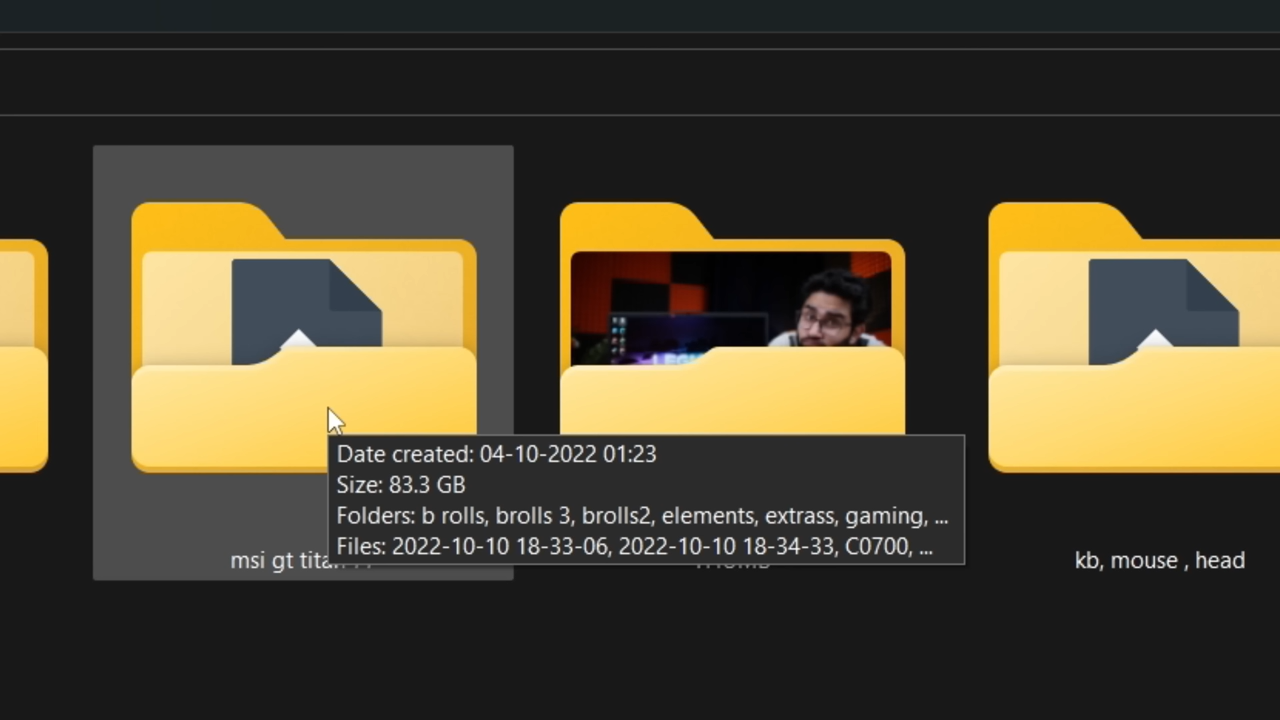 Date created: 04-10-2022 01:23
Size: 83.3 GB
Folders: b rolls, brolls 3, brolls2, elements, extrass, gaming, ...
Files: 2022-10-10 18-33-06, 2022-10-10 18-34-33, C0700, ...
msi gt
kb, mouse , head